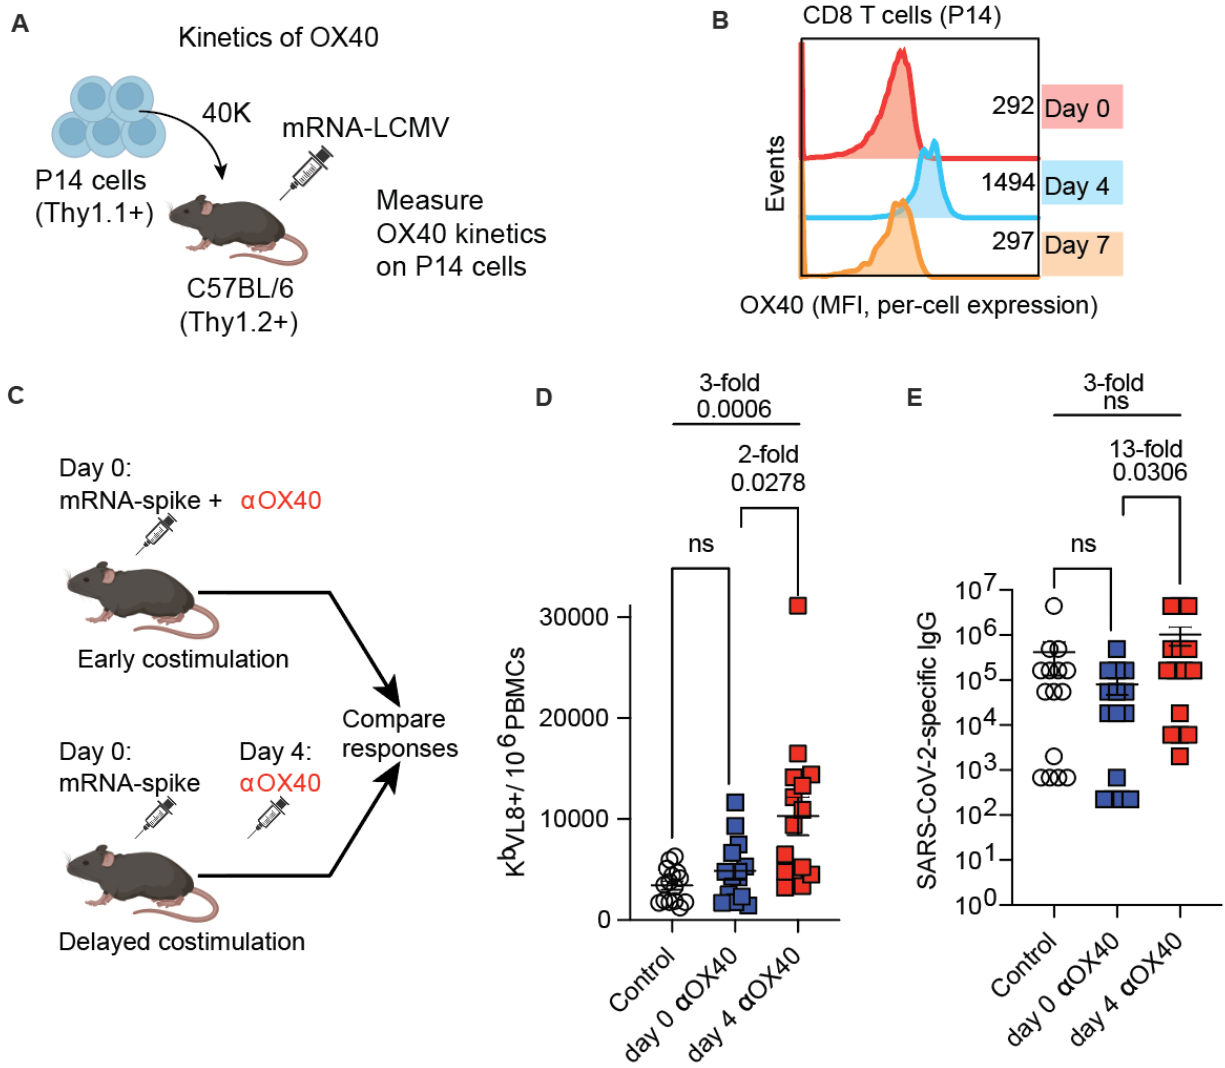 A
Kinetics of OX40
40K
mRNA-LCMV
P14 cells
(Thy1.1+)
Measure
OX40 kinetics
on P14 cells
C57BL/6
(Thy1.2+)
B
CD8 T cells (P14)
Events
292 Day 0
1494 Day 4
297 Day 7
OX40 (MFI, per-cell expression)
C
Day 0:
mRNA-spike + αOX40
Early costimulation
Compare
responses
Day 0:
mRNA-spike
Day 4:
αOX40
Delayed costimulation
D
3-fold
0.0006
2-fold
0.0278
ns
KbVL8+/ 10⁶ PBMCs
30000
20000
10000
0
Control
day 0 αOX40
day 4 αOX40
E
3-fold
ns
13-fold
0.0306
ns
SARS-CoV-2-specific IgG
10⁷
10⁶
10⁵
10⁴
10³
10²
10¹
10⁰
Control
day 0 αOX40
day 4 αOX40